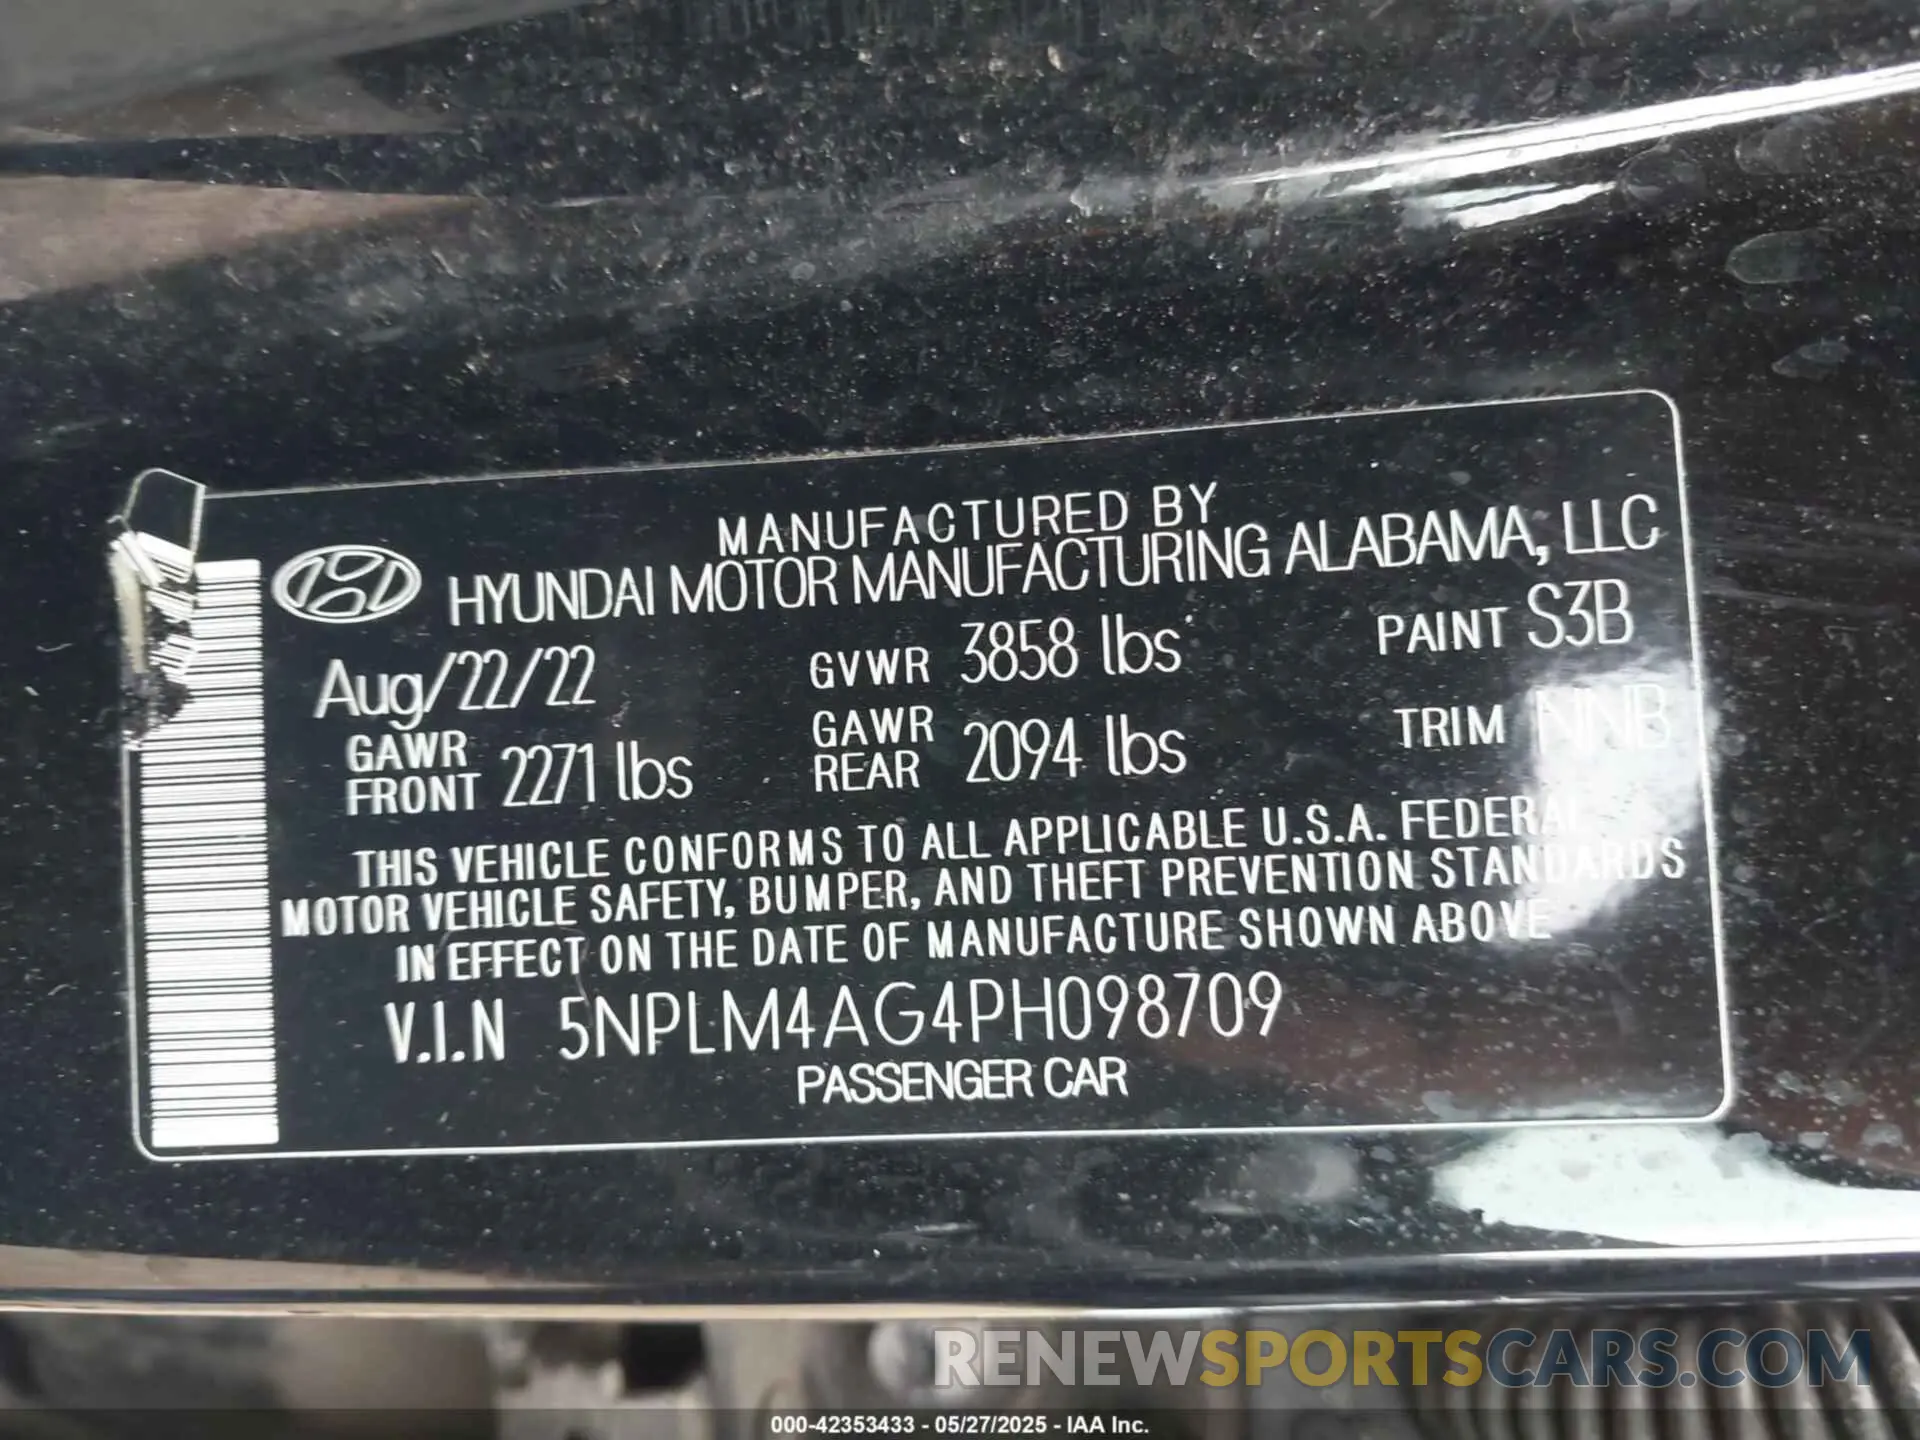 MANUFACTURED BY
HYUNDAI MOTOR MANUFACTURING ALABAMA, LLC
Aug/22/22 GVWR 3858 lbs PAINT S3B
GAWR FRONT 2271 lbs GAWR REAR 2094 lbs TRIM NNB
THIS VEHICLE CONFORMS TO ALL APPLICABLE U.S.A. FEDERAL
MOTOR VEHICLE SAFETY, BUMPER, AND THEFT PREVENTION STANDARDS
IN EFFECT ON THE DATE OF MANUFACTURE SHOWN ABOVE
V.I.N 5NPLM4AG4PH098709
PASSENGER CAR
RENEWSPORTSCARS.COM
000-42353433 - 05/27/2025 - IAA Inc.